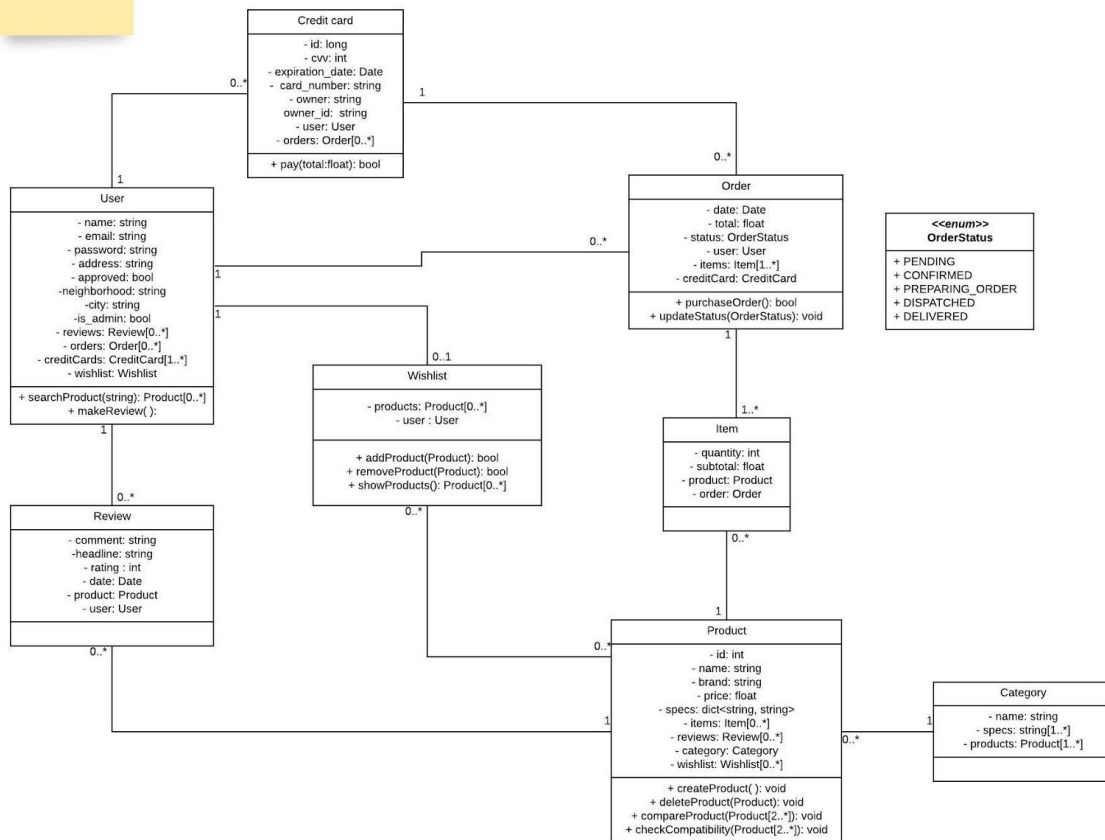 Credit card
- id: long
- cvv: int
- expiration_date: Date
- card_number: string
- owner: string
owner_id: string
- user: User
- orders: Order[0..*]
+ pay(total:float): bool
0..*
1
1
0..*
User
- name: string
- email: string
- password: string
- address: string
- approved: bool
-neighborhood: string
-city: string
-is_admin: bool
- reviews: Review[0..*]
- orders: Order[0..*]
- creditCards: CreditCard[1..*]
- wishlist: Wishlist
+ searchProduct(string): Product[0..*]
+ makeReview( ):
1
0..*
1
0..1
1
0..*
Order
- date: Date
- total: float
- status: OrderStatus
- user: User
- items: Item[1..*]
- creditCard: CreditCard
+ purchaseOrder(): bool
+ updateStatus(OrderStatus): void
1
1..*
<<enum>>
OrderStatus
+ PENDING
+ CONFIRMED
+ PREPARING_ORDER
+ DISPATCHED
+ DELIVERED
Wishlist
- products: Product[0..*]
- user : User
+ addProduct(Product): bool
+ removeProduct(Product): bool
+ showProducts(): Product[0..*]
0..*
0..*
Item
- quantity: int
- subtotal: float
- product: Product
- order: Order
0..*
1
Review
- comment: string
-headline: string
- rating : int
- date: Date
- product: Product
- user: User
0..*
1
Product
- id: int
- name: string
- brand: string
- price: float
- specs: dict<string, string>
- items: Item[0..*]
- reviews: Review[0..*]
- category: Category
- wishlist: Wishlist[0..*]
+ createProduct( ): void
+ deleteProduct(Product): void
+ compareProduct(Product[2..*]): void
+ checkCompatibility(Product[2..*]): void
0..*
1
Category
- name: string
- specs: string[1..*]
- products: Product[1..*]